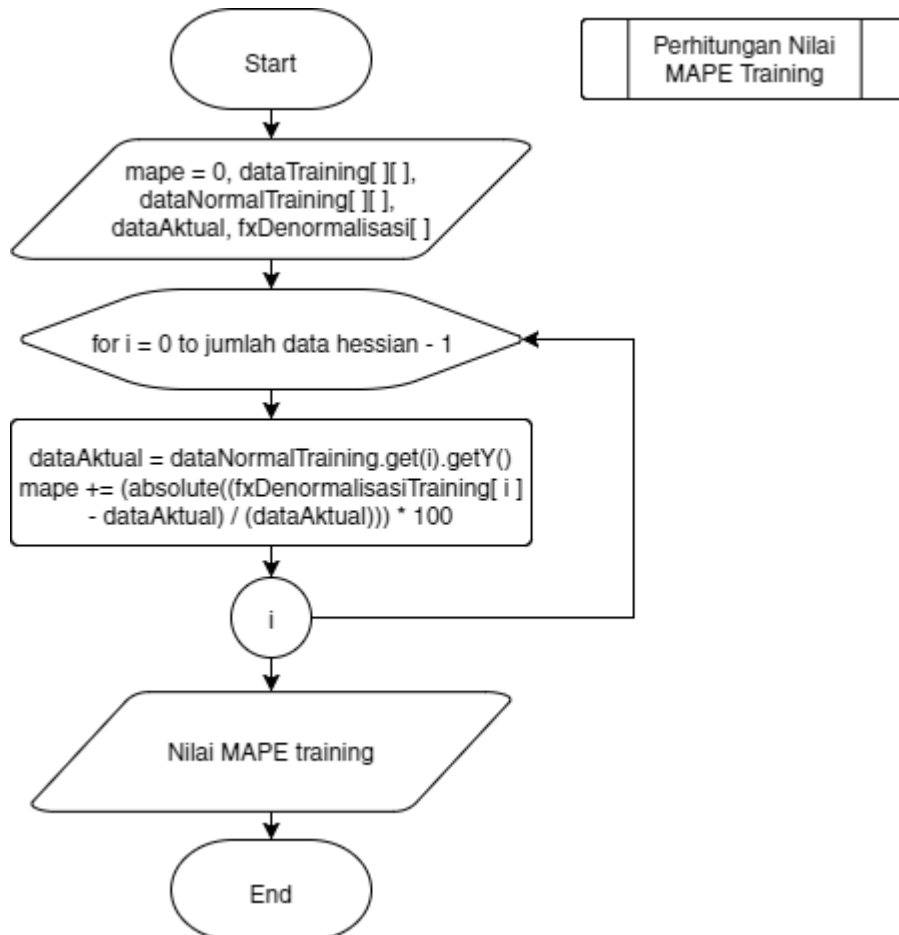 Start
Perhitungan Nilai
MAPE Training
mape = 0, dataTraining[ ][ ],
dataNormalTraining[ ][ ],
dataAktual, fxDenormalisasi[ ]
for i = 0 to jumlah data hessian - 1
dataAktual = dataNormalTraining.get(i).getY()
mape += (absolute((fxDenormalisasiTraining[ i ]
- dataAktual) / (dataAktual))) * 100
i
Nilai MAPE training
End